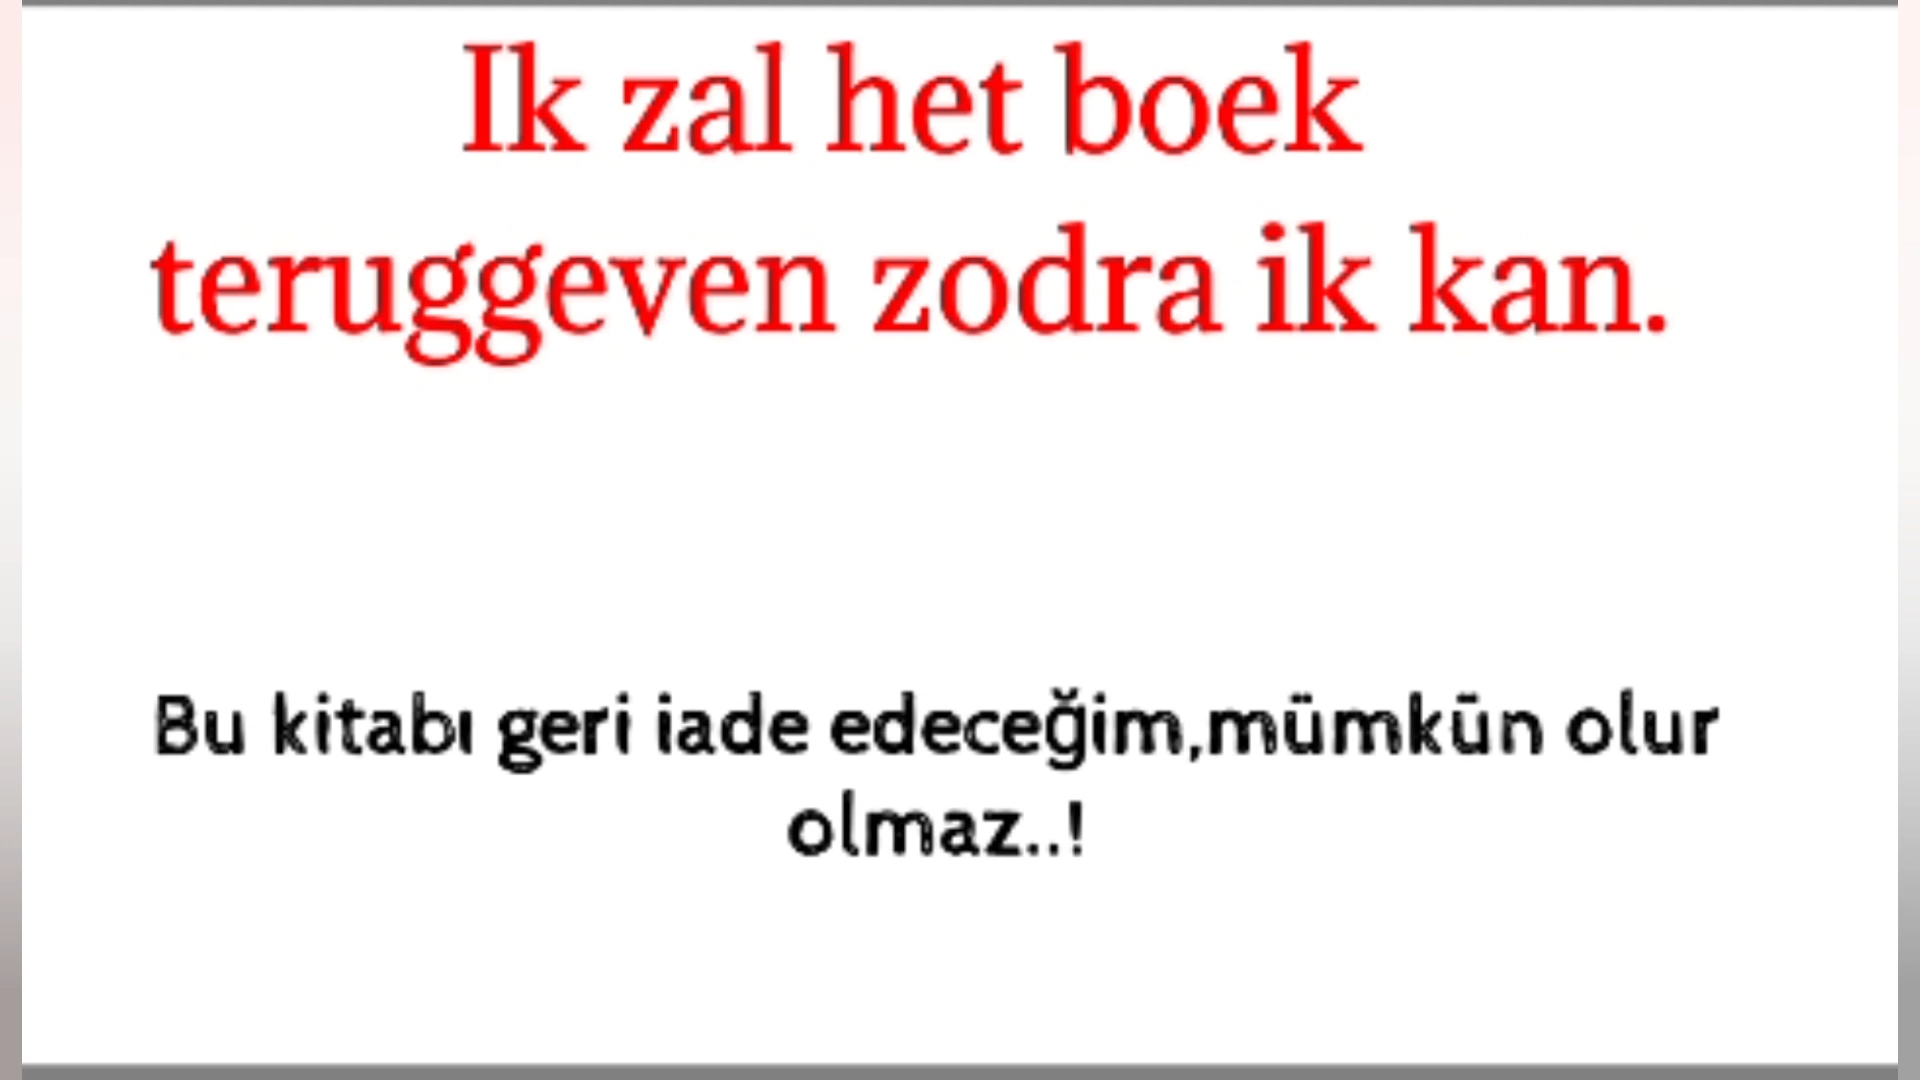 Ik zal het boek
teruggeven zodra ik kan.
Bu kitabı geri iade edeceğim,mümkün olur
olmaz..!